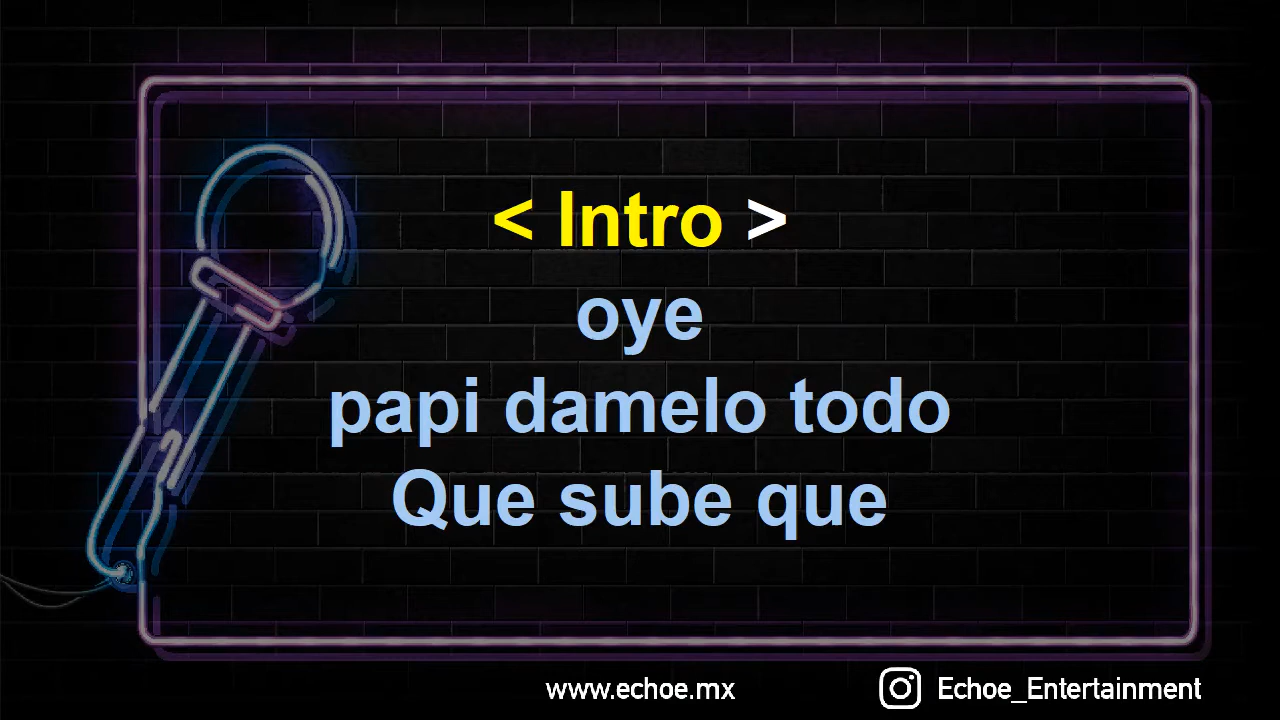 < Intro >
oye
papi damelo todo
Que sube que
www.echoe.mx
Echoe_Entertainment